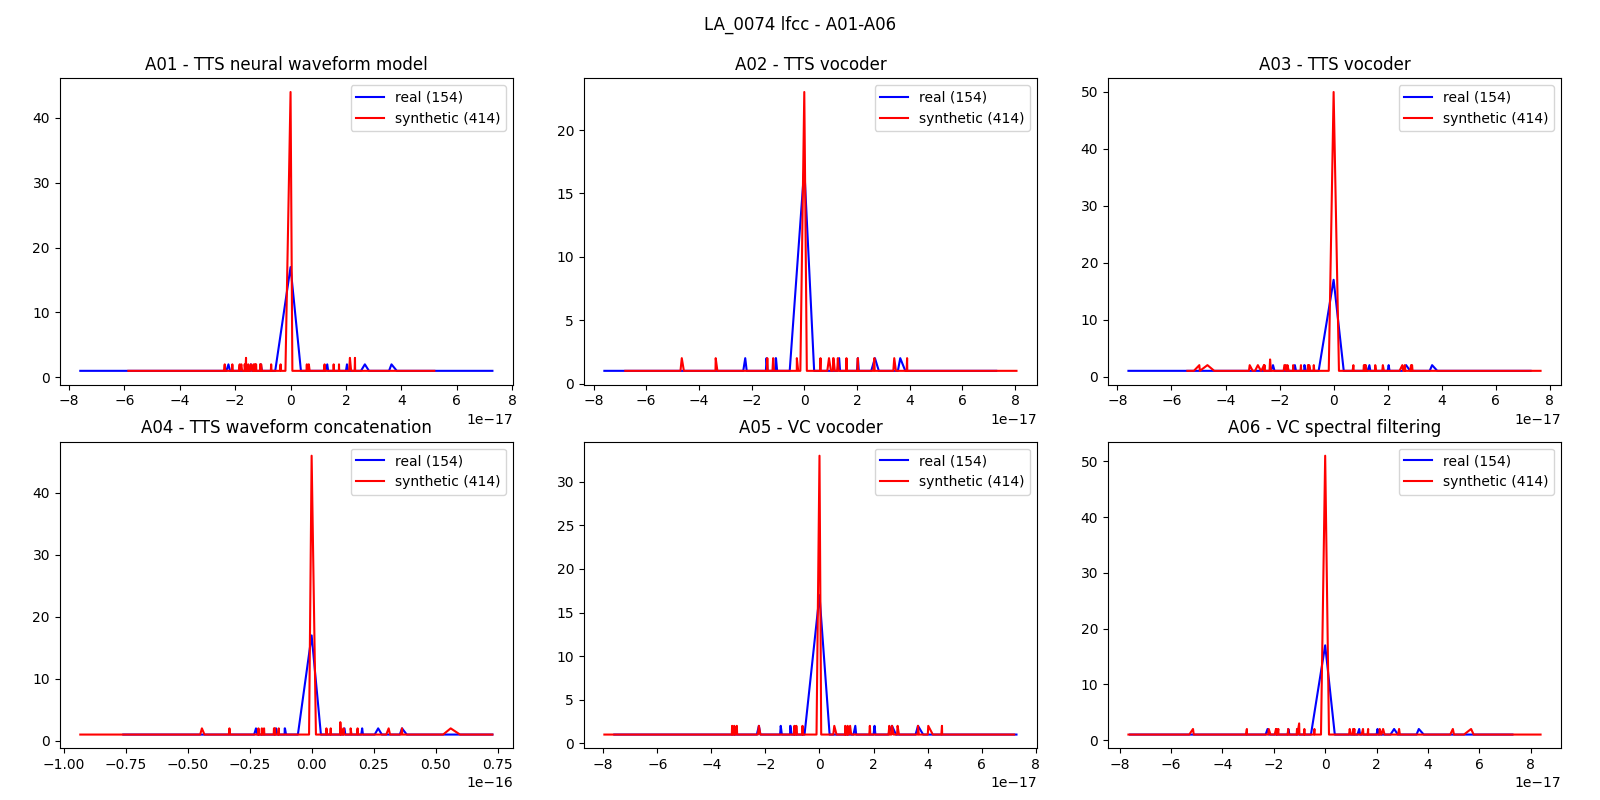 LA_0074 lfcc - A01-A06
A01 - TTS neural waveform model
real (154)
synthetic (414)
40
30
20
10
0
−8 −6 −4 −2 0 2 4 6 8
1e−17
A02 - TTS vocoder
real (154)
synthetic (414)
20
15
10
5
0
−8 −6 −4 −2 0 2 4 6 8
1e−17
A03 - TTS vocoder
real (154)
synthetic (414)
50
40
30
20
10
0
−8 −6 −4 −2 0 2 4 6 8
1e−17
A04 - TTS waveform concatenation
real (154)
synthetic (414)
40
30
20
10
0
−1.00 −0.75 −0.50 −0.25 0.00 0.25 0.50 0.75
1e−16
A05 - VC vocoder
real (154)
synthetic (414)
30
25
20
15
10
5
0
−8 −6 −4 −2 0 2 4 6 8
1e−17
A06 - VC spectral filtering
real (154)
synthetic (414)
50
40
30
20
10
0
−8 −6 −4 −2 0 2 4 6 8
1e−17